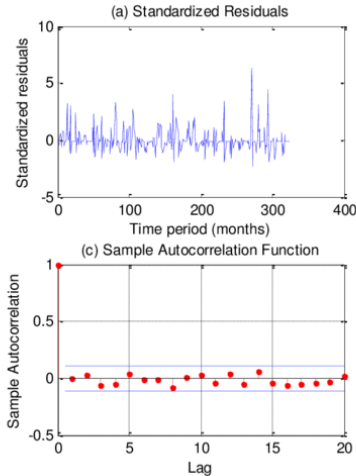 (a) Standardized Residuals
10
5
0
-5
Standardized residuals
0 100 200 300 400
Time period (months)
(c) Sample Autocorrelation Function
1
0.5
0
-0.5
Sample Autocorrelation
0 5 10 15 20
Lag